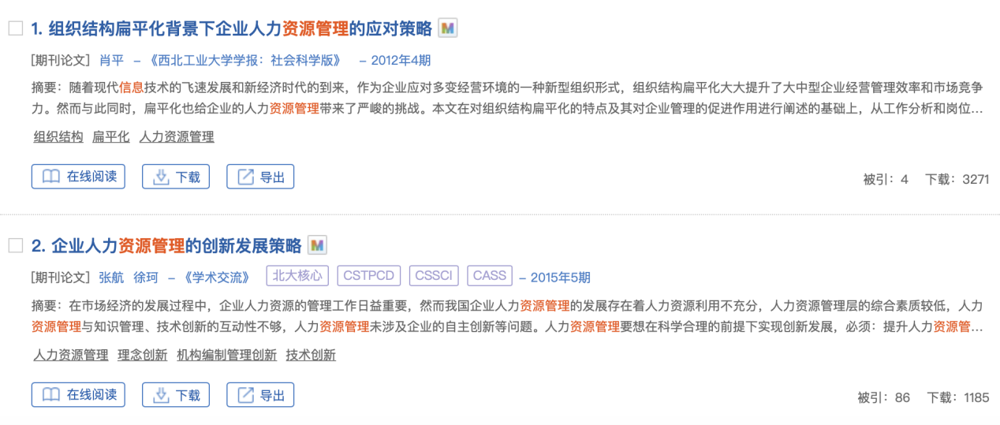 1. 组织结构扁平化背景下企业人力资源管理的应对策略 M
[期刊论文] 肖平 - 《西北工业大学学报：社会科学版》 - 2012年4期
摘要：随着现代信息技术的飞速发展和新经济时代的到来，作为企业应对多变经营环境的一种新型组织形式，组织结构扁平化大大提升了大中型企业经营管理效率和市场竞争
力。然而与此同时，扁平化也给企业的人力资源管理带来了严峻的挑战。本文在对组织结构扁平化的特点及其对企业管理的促进作用进行阐述的基础上，从工作分析和岗位...
组织结构 扁平化 人力资源管理
在线阅读 下载 导出 被引：4 下载：3271
2. 企业人力资源管理的创新发展策略 M
[期刊论文] 张航 徐珂 - 《学术交流》 北大核心 CSTPCD CSSCI CASS - 2015年5期
摘要：在市场经济的发展过程中，企业人力资源的管理工作日益重要，然而我国企业人力资源管理的发展存在着人力资源利用不充分，人力资源管理层的综合素质较低，人力
资源管理与知识管理、技术创新的互动性不够，人力资源管理未涉及企业的自主创新等问题。人力资源管理要想在科学合理的前提下实现创新发展，必须：提升人力资源管...
人力资源管理 理念创新 机构编制管理创新 技术创新
在线阅读 下载 导出 被引：86 下载：1185